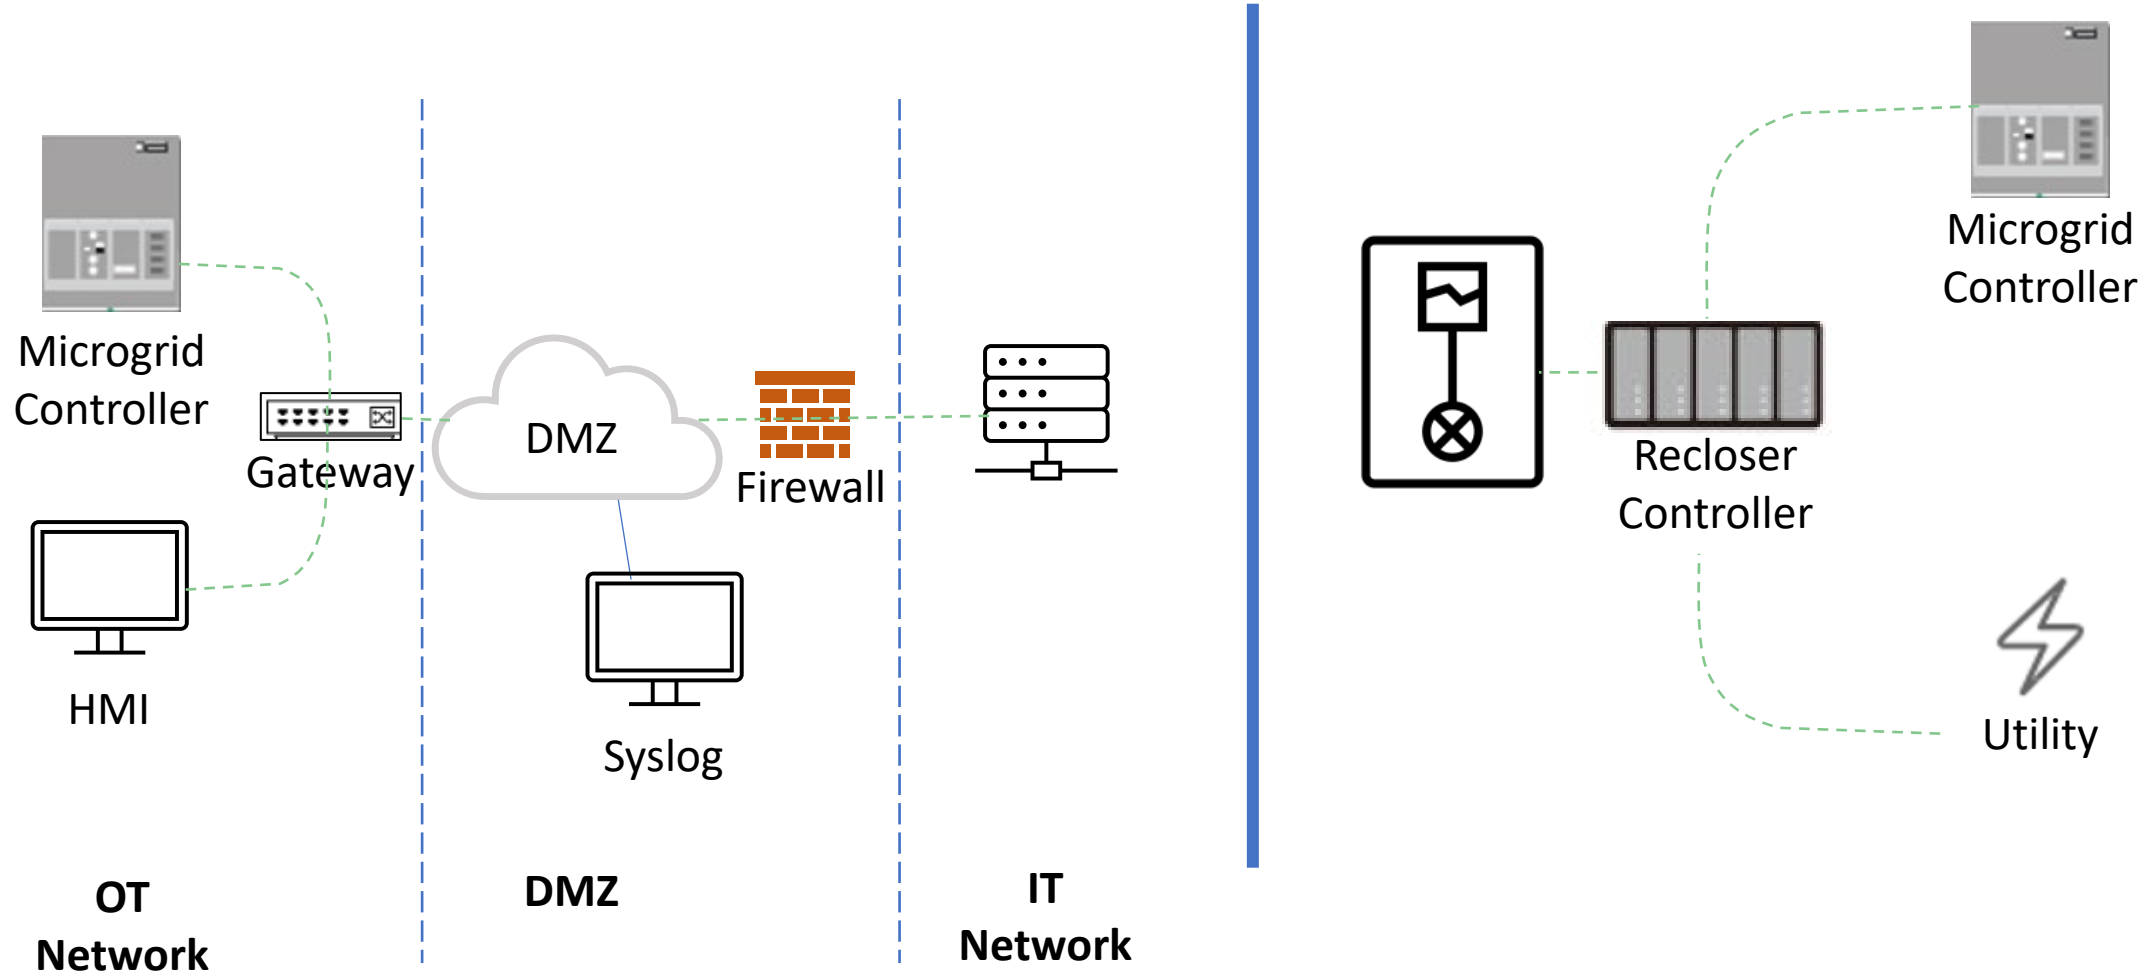 Microgrid
Controller
Gateway
HMI
DMZ
Firewall
Syslog
OT
Network
DMZ
IT
Network
Microgrid
Controller
Recloser
Controller
Utility